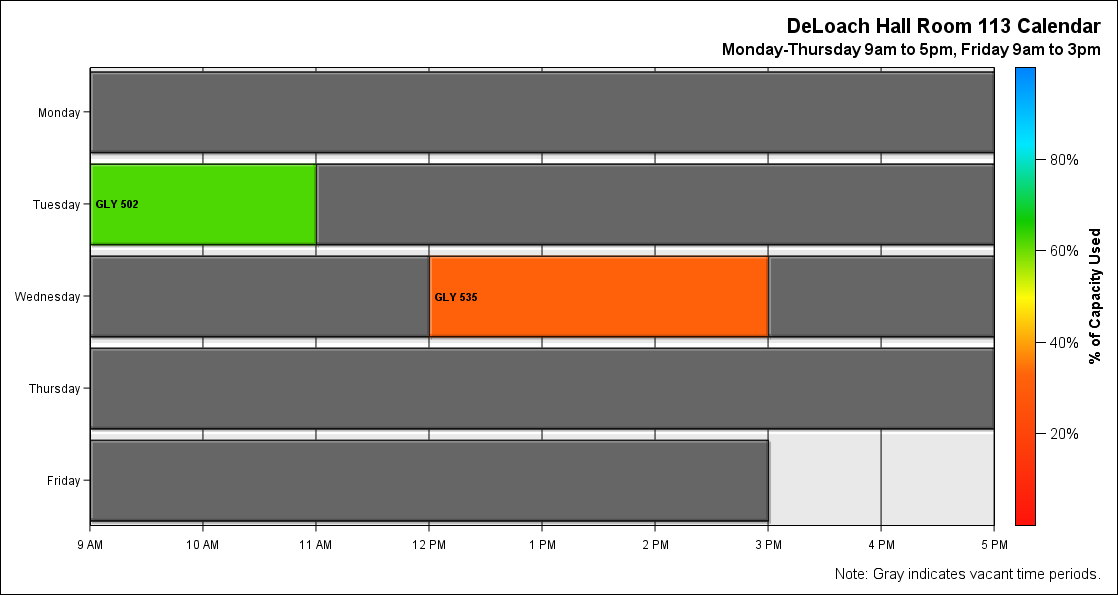 DeLoach Hall Room 113 Calendar
Monday-Thursday 9am to 5pm, Friday 9am to 3pm
Monday
Tuesday
GLY 502
Wednesday
GLY 535
Thursday
Friday
9 AM 10 AM 11 AM 12 PM 1 PM 2 PM 3 PM 4 PM 5 PM
80%
60%
40%
20%
% of Capacity Used
Note: Gray indicates vacant time periods.